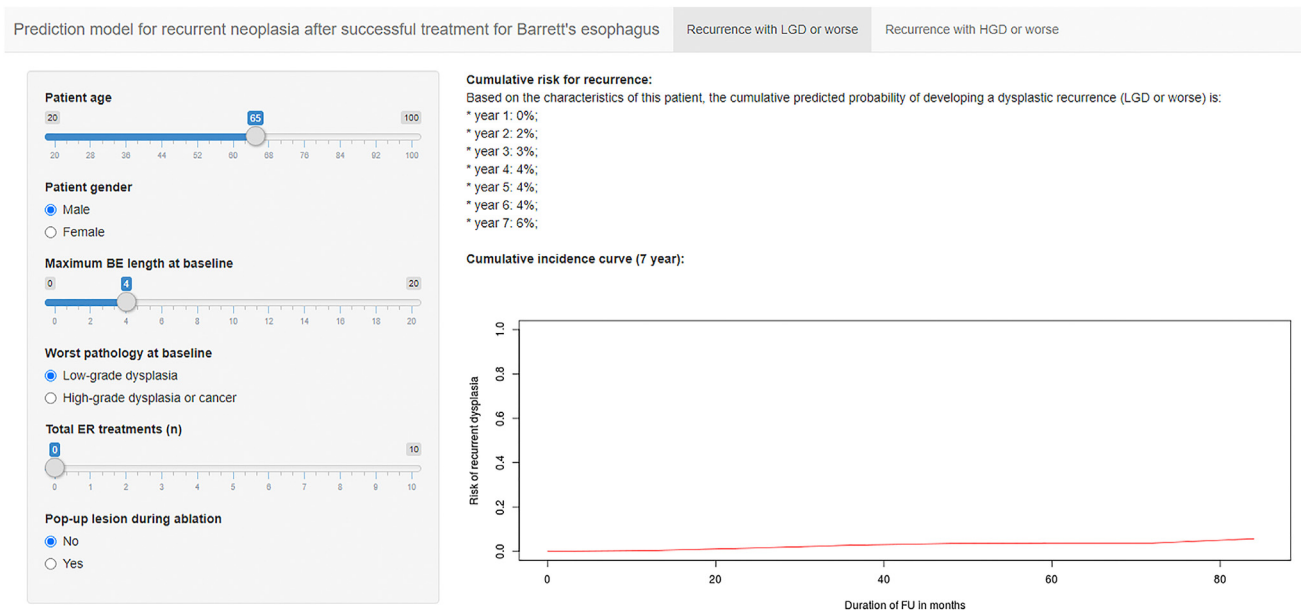 Prediction model for recurrent neoplasia after successful treatment for Barrett's esophagus
Recurrence with LGD or worse
Recurrence with HGD or worse
Patient age
20 65 100
20 28 36 44 52 60 68 76 84 92 100
Patient gender
Male
Female
Maximum BE length at baseline
0 4 20
0 2 4 6 8 10 12 14 16 18 20
Worst pathology at baseline
Low-grade dysplasia
High-grade dysplasia or cancer
Total ER treatments (n)
0 10
0 1 2 3 4 5 6 7 8 9 10
Pop-up lesion during ablation
No
Yes
Cumulative risk for recurrence:
Based on the characteristics of this patient, the cumulative predicted probability of developing a dysplastic recurrence (LGD or worse) is:
* year 1: 0%;
* year 2: 2%;
* year 3: 3%;
* year 4: 4%;
* year 5: 4%;
* year 6: 4%;
* year 7: 6%;
Cumulative incidence curve (7 year):
Risk of recurrent dysplasia
1.0
0.8
0.6
0.4
0.2
0.0
0 20 40 60 80
Duration of FU in months